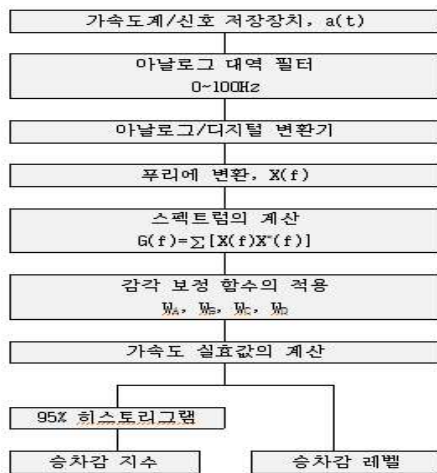 가속도계/신호 저장장치, a(t)
아날로그 대역 필터
0~100Hz
아날로그/디지털 변환기
푸리에 변환, X(f)
스펙트럼의 계산
G(f)=∑[X(f)X*(f)]
감각 보정 함수의 적용
W_A, W_B, W_C, W_D
가속도 실효값의 계산
95% 히스토리그램
승차감 지수
승차감 레벨